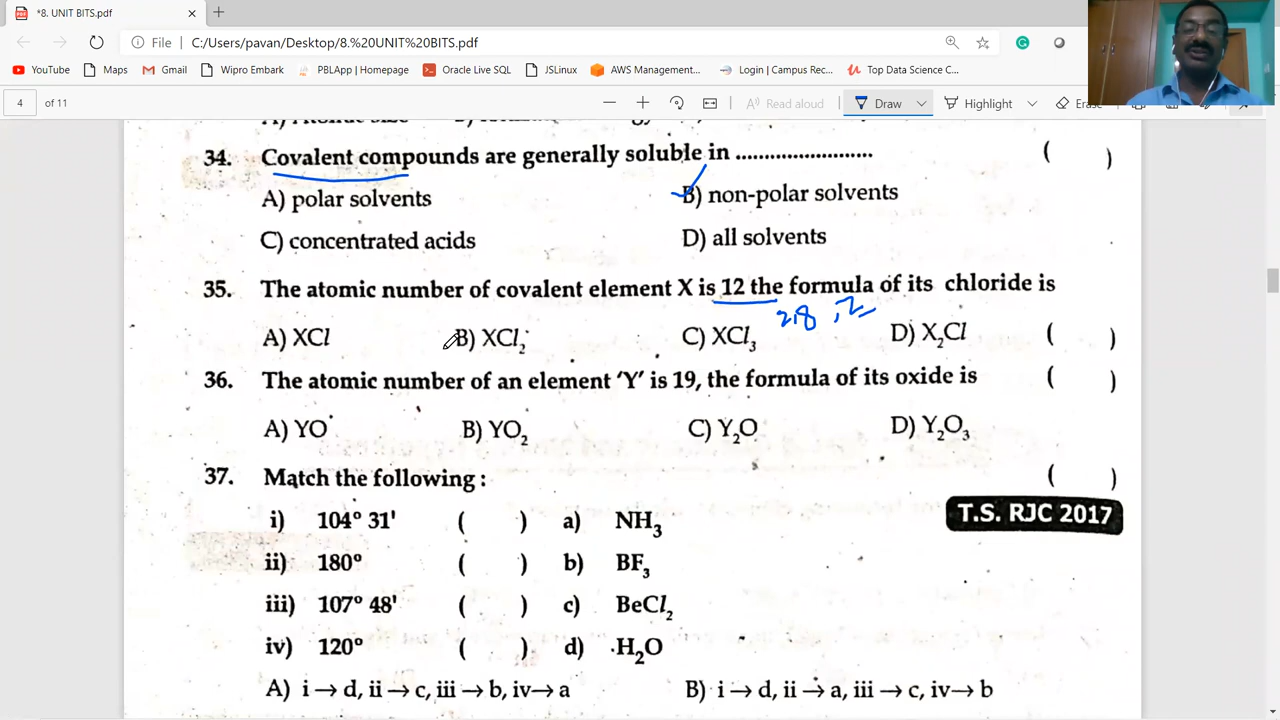 *8. UNIT BITS.pdf
File C:/Users/pavan/Desktop/8.%20UNIT%20BITS.pdf
YouTube Maps Gmail Wipro Embark PBLApp | Homepage Oracle Live SQL JSLinux AWS Management... Login | Campus Rec... Top Data Science C...
4 of 11 Read aloud Draw Highlight Erase
34. Covalent compounds are generally soluble in ........................ ( )
A) polar solvents B) non-polar solvents
C) concentrated acids D) all solvents
35. The atomic number of covalent element X is 12 the formula of its chloride is
2,8,2
A) XCl B) XCl₂ C) XCl₃ D) X₂Cl ( )
36. The atomic number of an element 'Y' is 19, the formula of its oxide is ( )
A) YO B) YO₂ C) Y₂O D) Y₂O₃
37. Match the following : ( )
T.S. RJC 2017
i) 104° 31' ( ) a) NH₃
ii) 180° ( ) b) BF₃
iii) 107° 48' ( ) c) BeCl₂
iv) 120° ( ) d) H₂O
A) i → d, ii → c, iii → b, iv → a B) i → d, ii → a, iii → c, iv → b